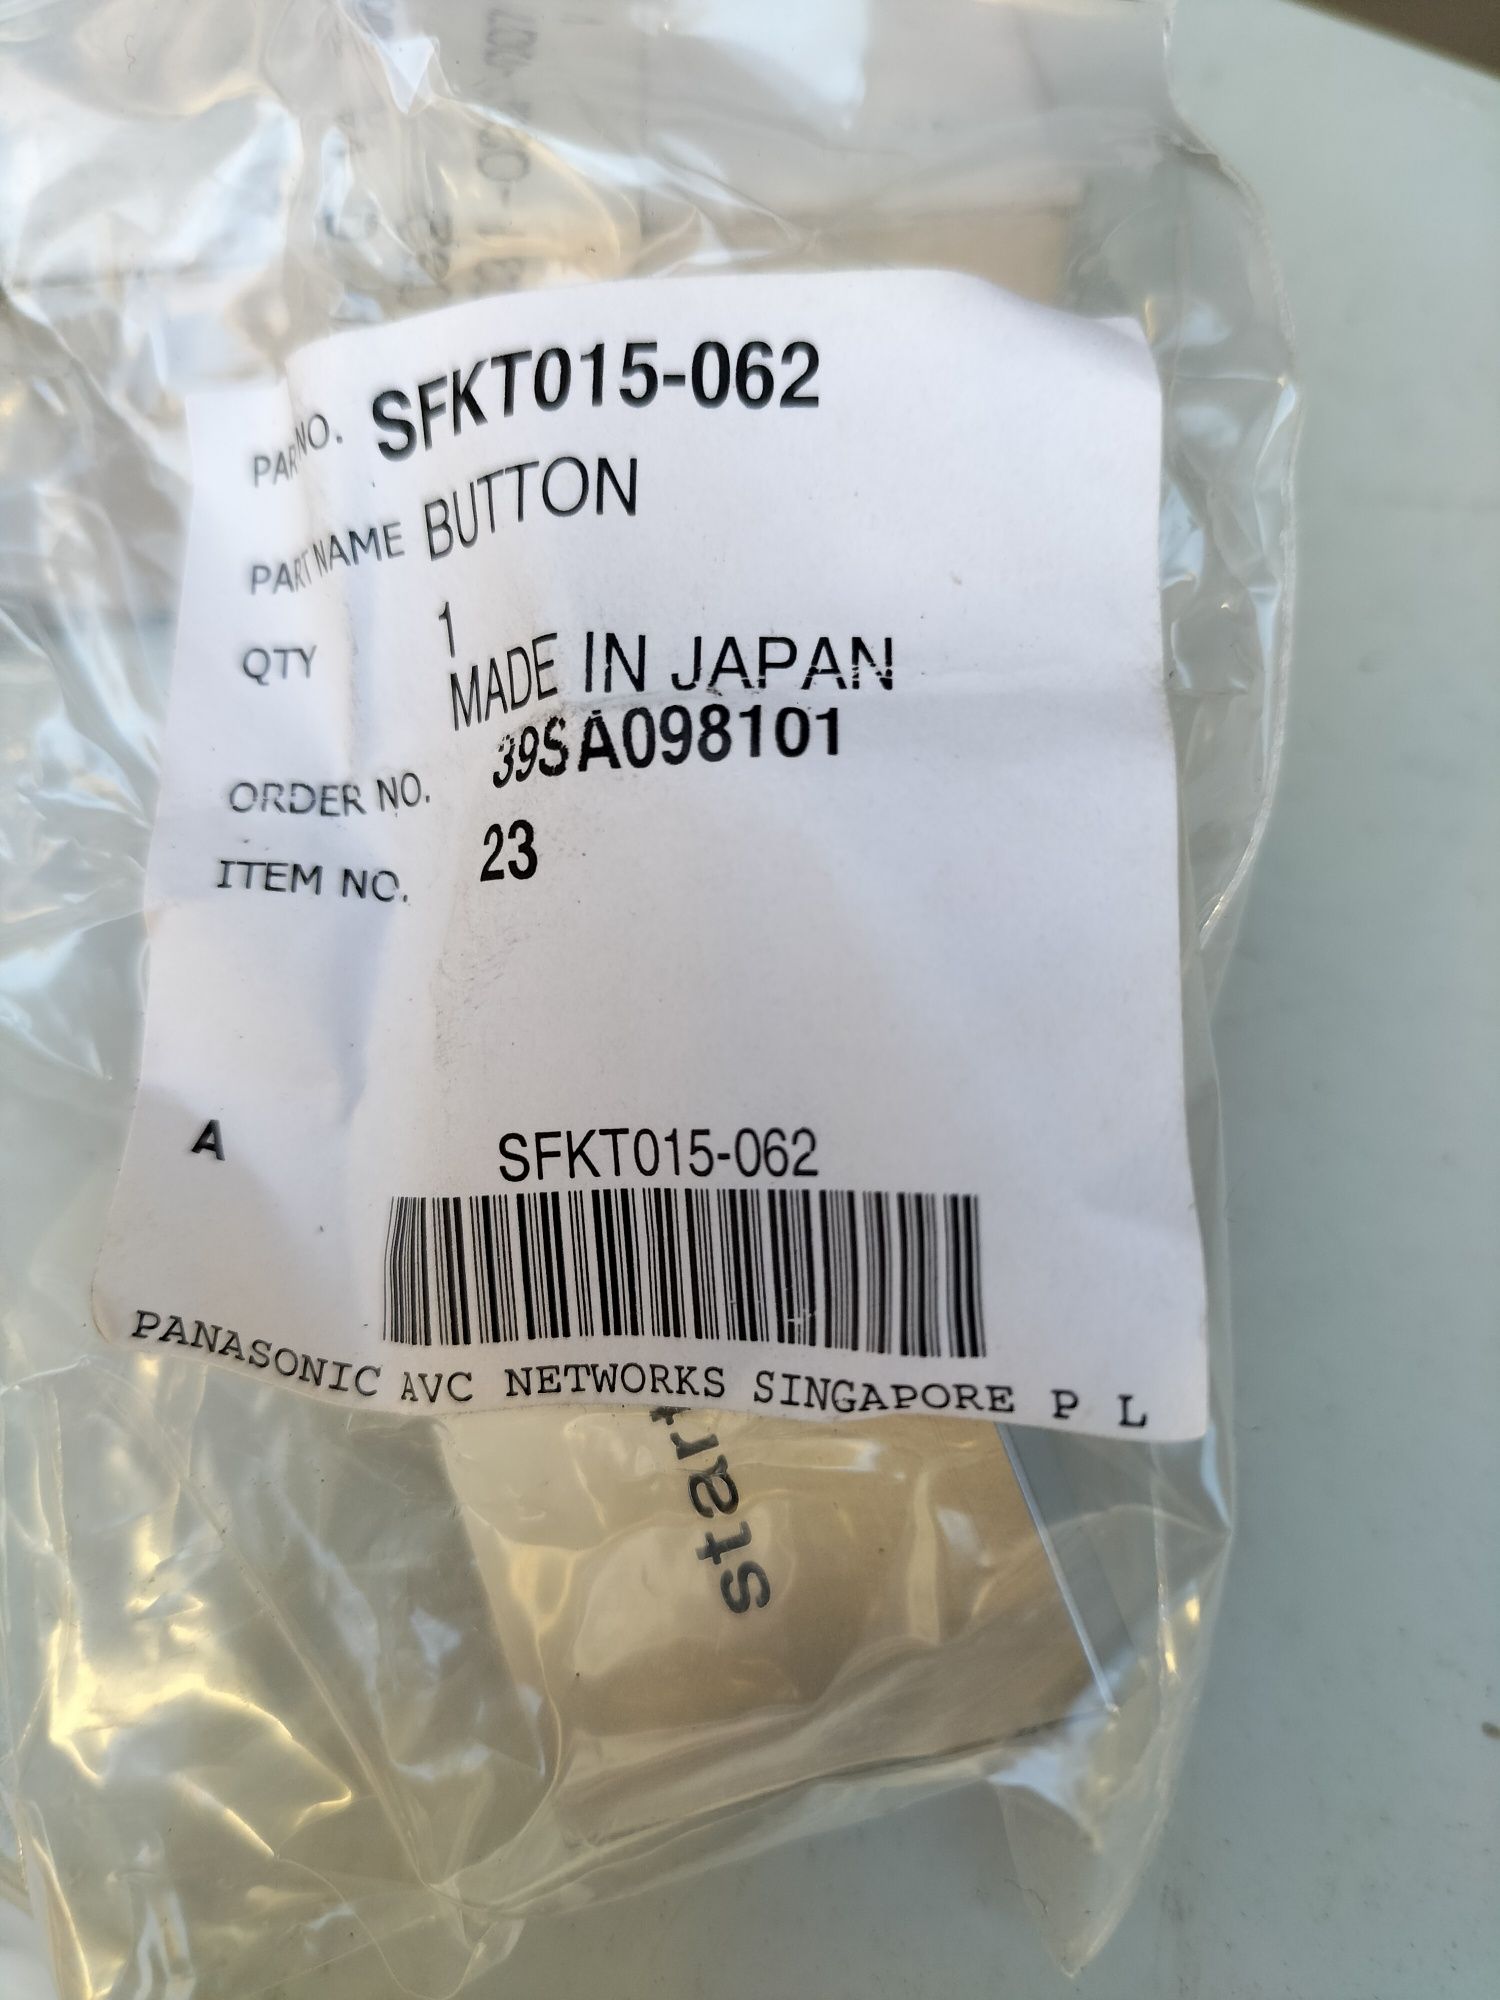 PART NO. SFKT015-062
PART NAME BUTTON
QTY 1
MADE IN JAPAN
ORDER NO. 39SA098101
ITEM NO. 23
A
SFKT015-062
PANASONIC AVC NETWORKS SINGAPORE P L
start